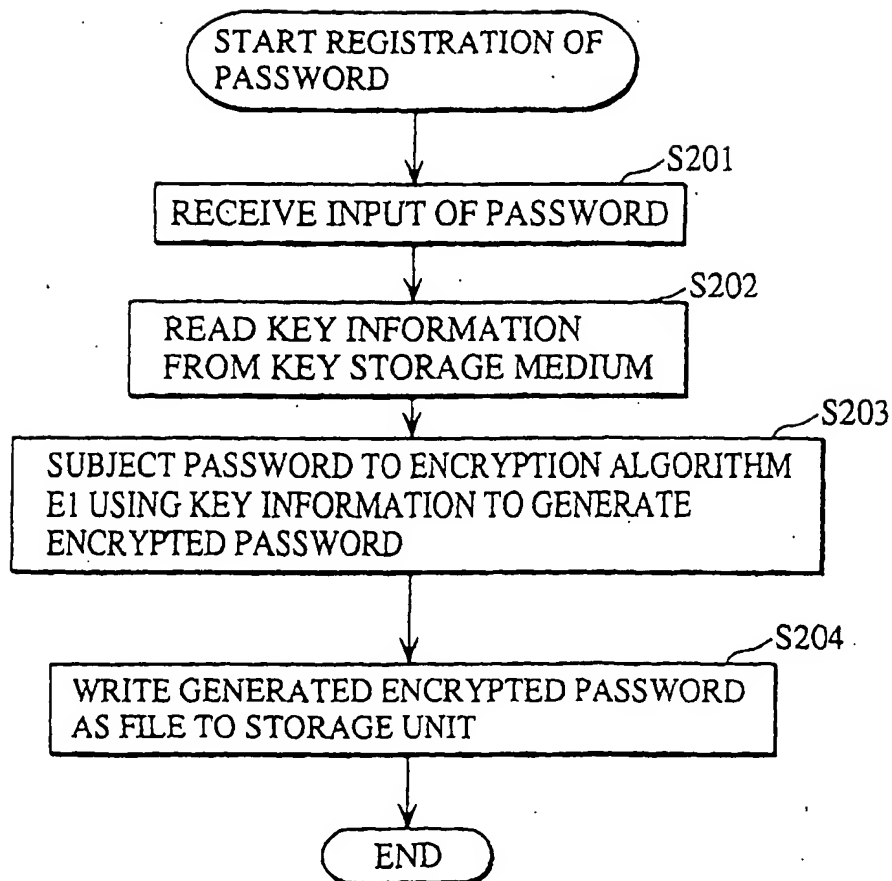 START REGISTRATION OF
PASSWORD
S201
RECEIVE INPUT OF PASSWORD
S202
READ KEY INFORMATION
FROM KEY STORAGE MEDIUM
S203
SUBJECT PASSWORD TO ENCRYPTION ALGORITHM
E1 USING KEY INFORMATION TO GENERATE
ENCRYPTED PASSWORD
S204
WRITE GENERATED ENCRYPTED PASSWORD
AS FILE TO STORAGE UNIT
END